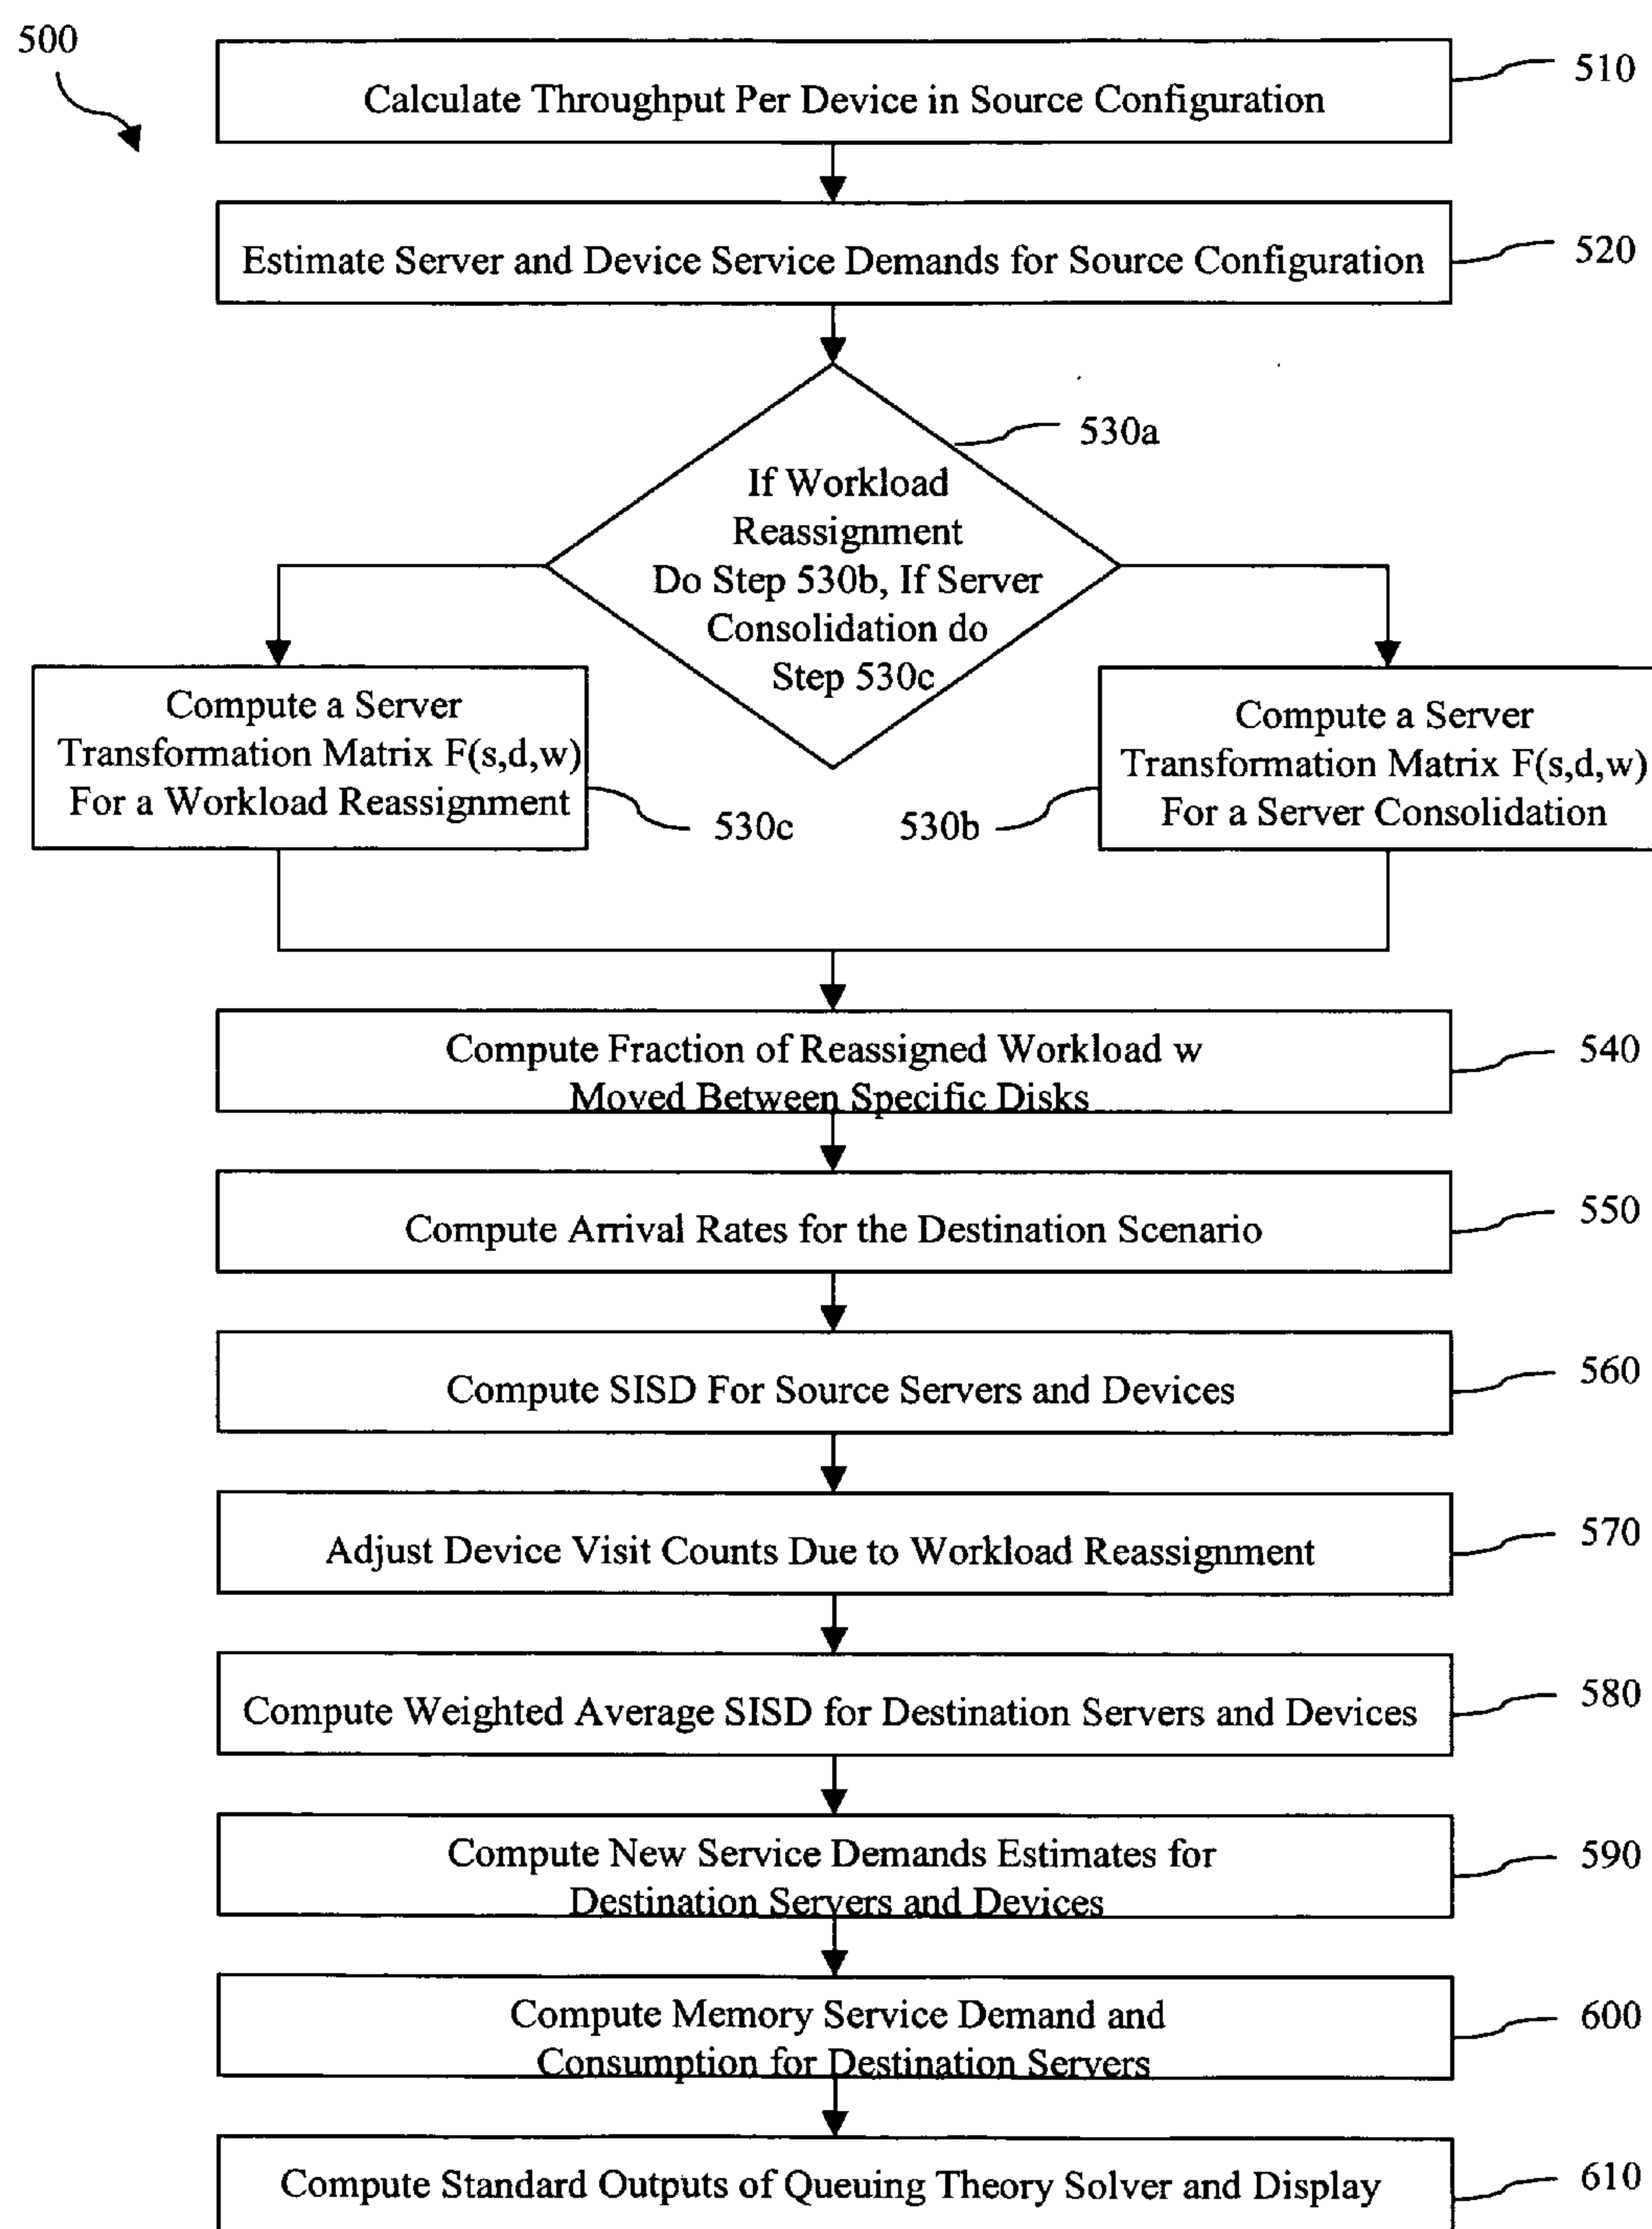 500
Calculate Throughput Per Device in Source Configuration
510
Estimate Server and Device Service Demands for Source Configuration
520
530a
If Workload
Reassignment
Do Step 530b, If Server
Consolidation do
Step 530c
Compute a Server
Transformation Matrix F(s,d,w)
For a Workload Reassignment
530c
530b
Compute a Server
Transformation Matrix F(s,d,w)
For a Server Consolidation
Compute Fraction of Reassigned Workload w
Moved Between Specific Disks
540
Compute Arrival Rates for the Destination Scenario
550
Compute SISD For Source Servers and Devices
560
Adjust Device Visit Counts Due to Workload Reassignment
570
Compute Weighted Average SISD for Destination Servers and Devices
580
Compute New Service Demands Estimates for
Destination Servers and Devices
590
Compute Memory Service Demand and
Consumption for Destination Servers
600
Compute Standard Outputs of Queuing Theory Solver and Display
610